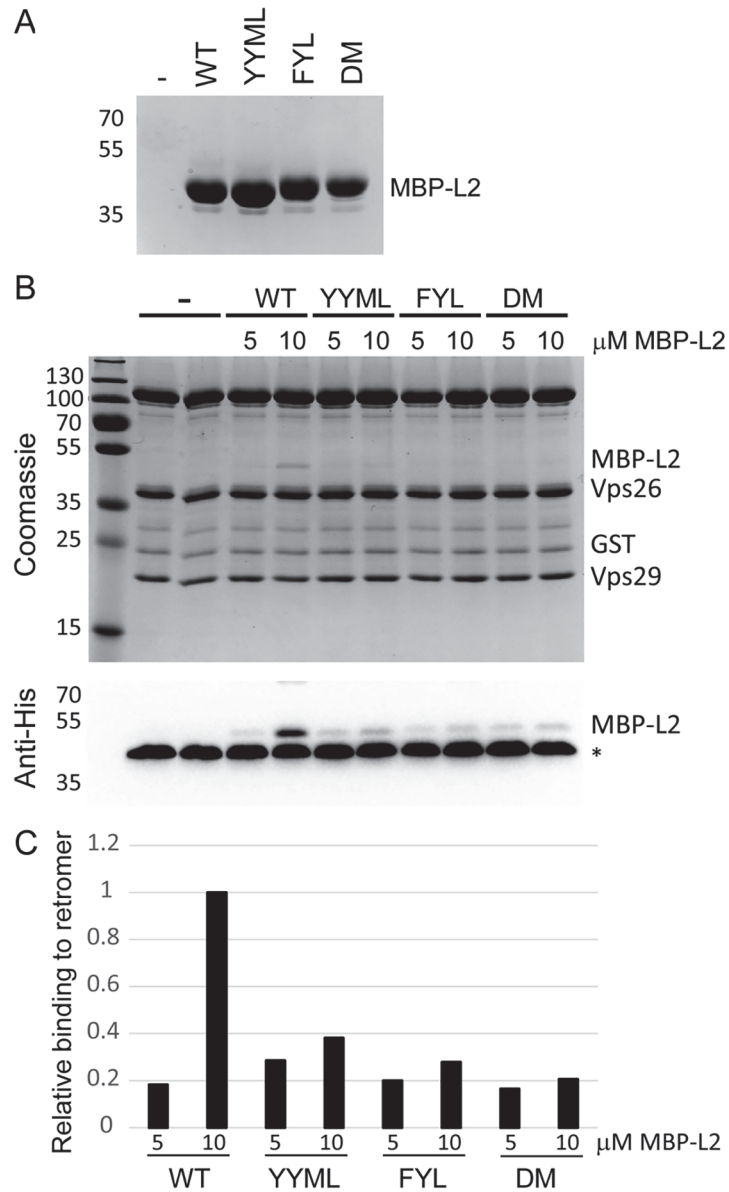 A
- WT YYML FYL DM
70
55
MBP-L2
35
B
- WT YYML FYL DM
5 10 5 10 5 10 5 10 μM MBP-L2
130
100
70
55
MBP-L2
Vps26
35
25
GST
Vps29
15
Coomassie
70
55
MBP-L2
*
35
Anti-His
C
1.2
1
0.8
0.6
0.4
0.2
0
Relative binding to retromer
5 10 5 10 5 10 5 10 μM MBP-L2
WT YYML FYL DM